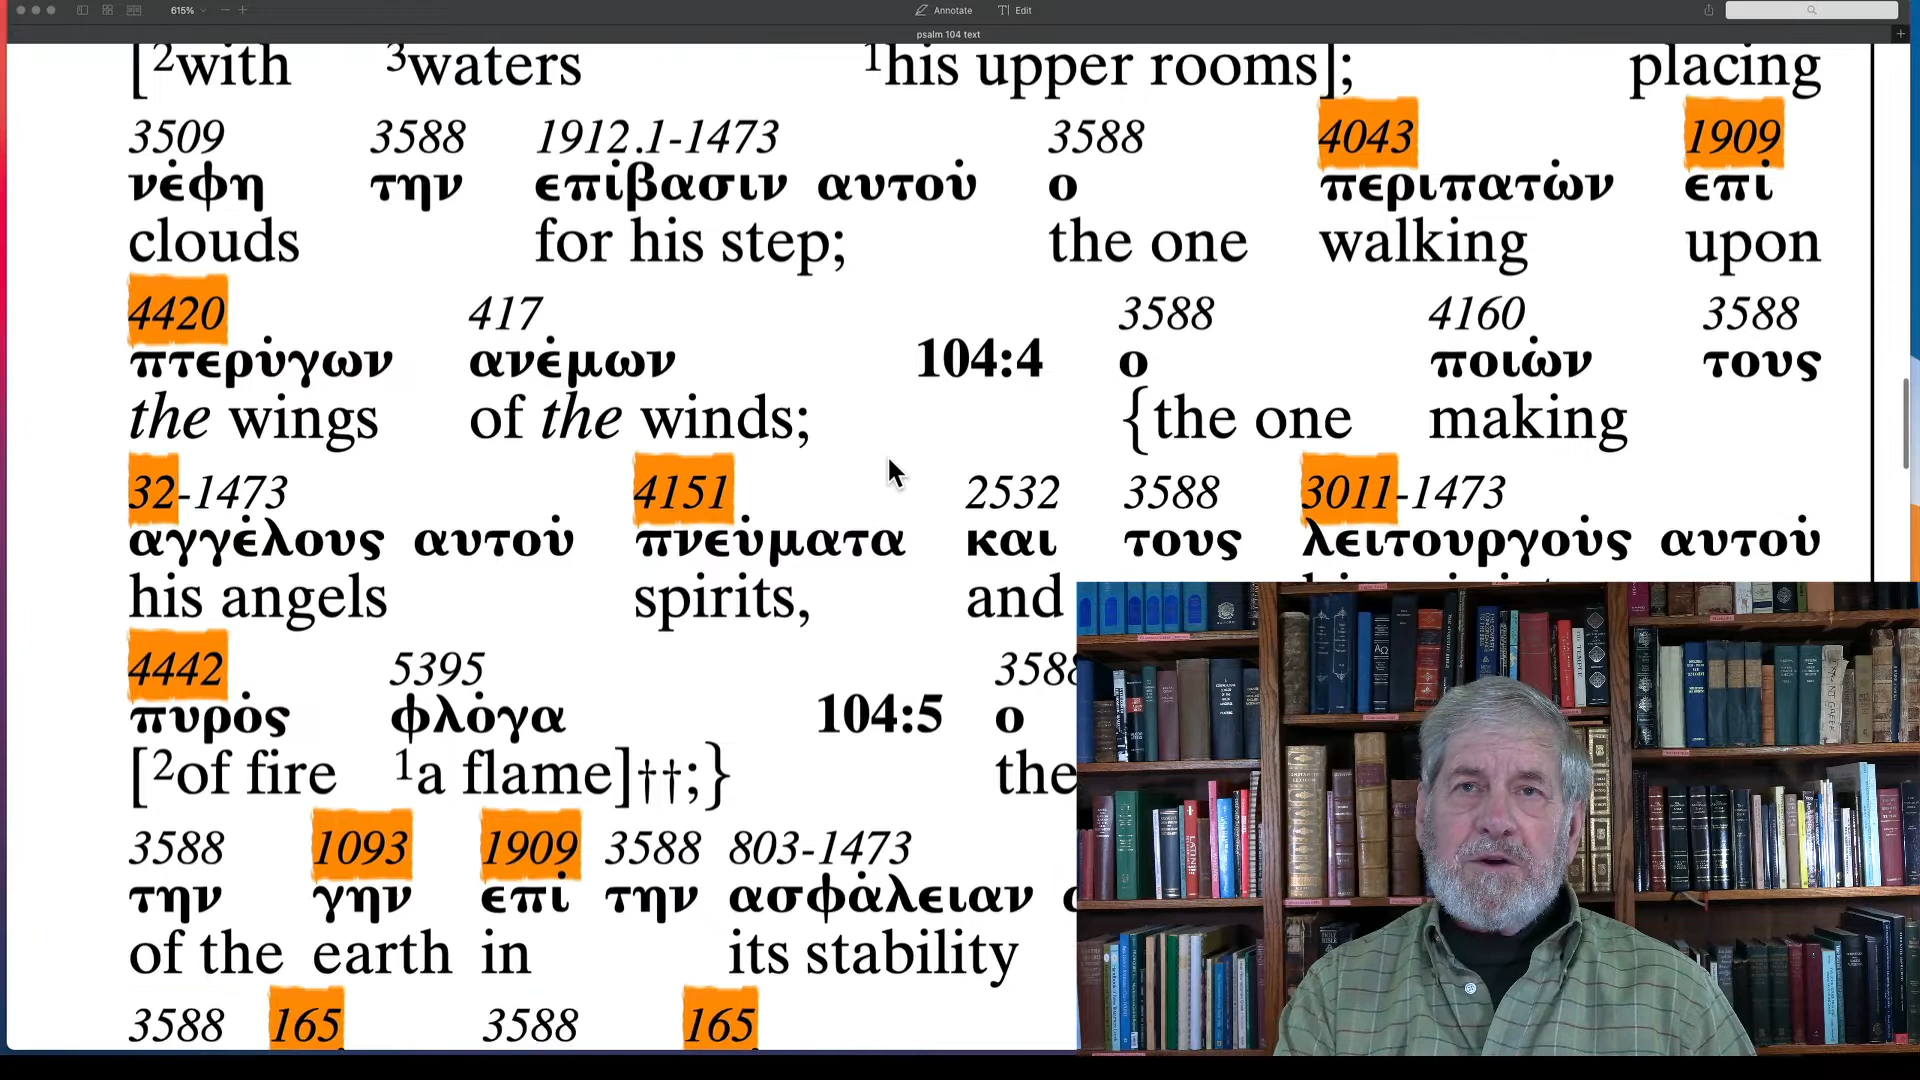 615%
Annotate
Edit
psalm 104 text
[²with ³waters ¹his upper rooms]; placing
3509 3588 1912.1-1473 3588 4043 1909
νέφη την επίβασιν αυτού ο περιπατών επί
clouds for his step; the one walking upon
4420 417 3588 4160 3588
πτερύγων ανέμων 104:4 ο ποιών τους
the wings of the winds; {the one making
32-1473 4151 2532 3588 3011-1473
αγγέλους αυτού πνεύματα και τους λειτουργούς αυτού
his angels spirits, and
4442 5395 3588
πυρός φλόγα 104:5 ο
[²of fire ¹a flame]††;} the
3588 1093 1909 3588 803-1473
την γην επί την ασφάλειαν
of the earth in its stability
3588 165 3588 165